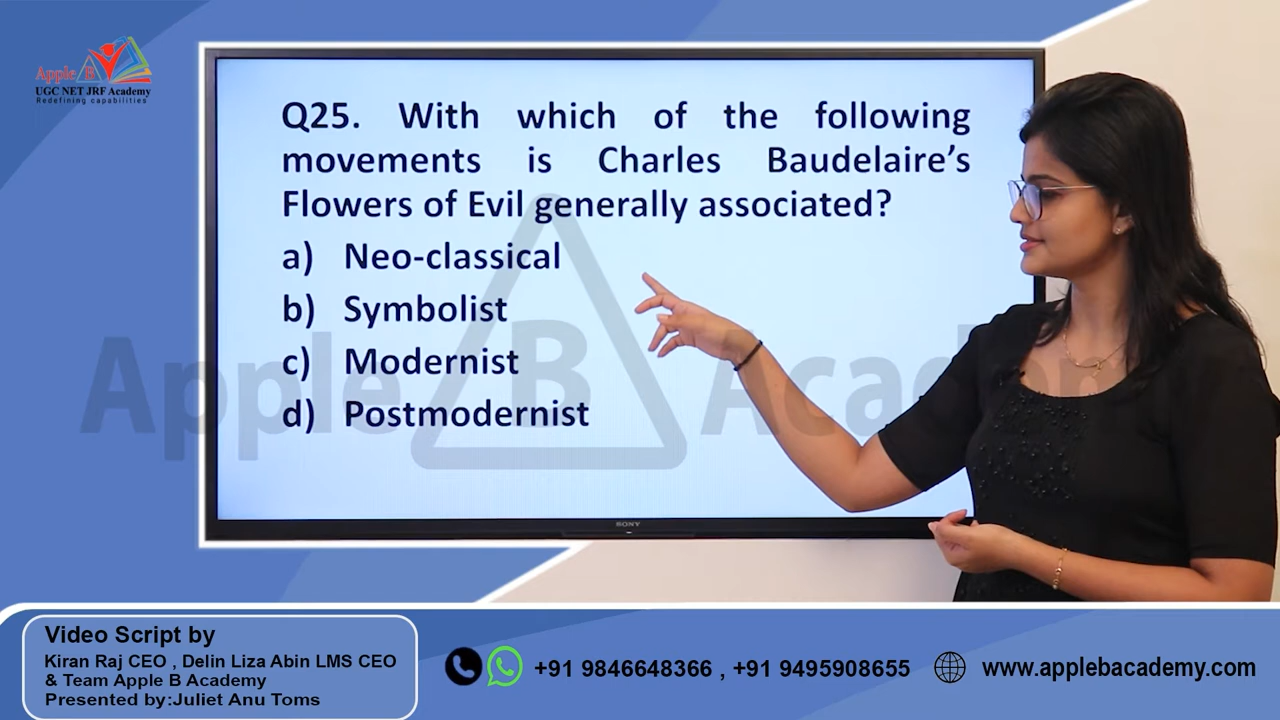 Apple B
UGC NET JRF Academy
Redefining capabilities
Q25. With which of the following
movements is Charles Baudelaire’s
Flowers of Evil generally associated?
a) Neo-classical
b) Symbolist
c) Modernist
d) Postmodernist
Apple B Academy
SONY
Video Script by
Kiran Raj CEO , Delin Liza Abin LMS CEO
& Team Apple B Academy
Presented by:Juliet Anu Toms
+91 9846648366 , +91 9495908655
www.applebacademy.com